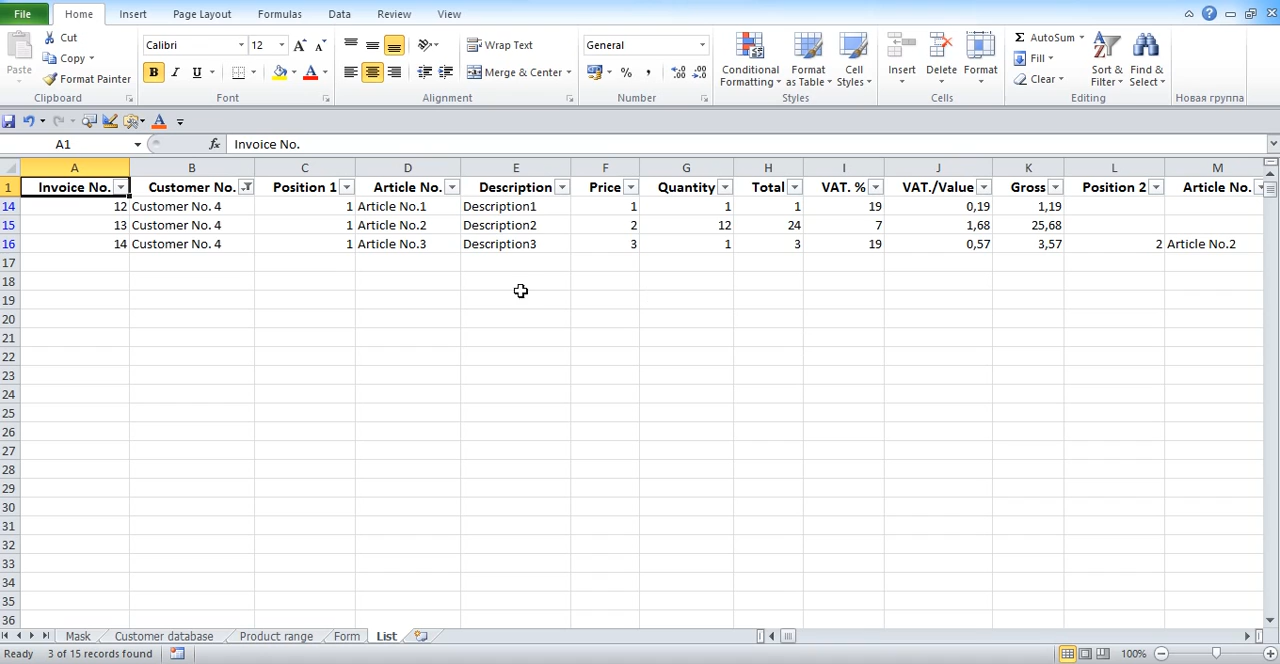 File Home Insert Page Layout Formulas Data Review View
Paste Cut Copy Format Painter Clipboard
Calibri 12 B I U Font
Wrap Text Merge & Center Alignment
General % , Number
Conditional Formatting Format as Table Cell Styles Styles
Insert Delete Format Cells
Σ AutoSum Fill Clear Sort & Filter Find & Select Editing
Новая группа
A1 fx Invoice No.
A B C D E F G H I J K L M
1 Invoice No. Customer No. Position 1 Article No. Description Price Quantity Total VAT. % VAT./Value Gross Position 2 Article No.
14 12 Customer No. 4 1 Article No.1 Description1 1 1 1 19 0,19 1,19
15 13 Customer No. 4 1 Article No.2 Description2 2 12 24 7 1,68 25,68
16 14 Customer No. 4 1 Article No.3 Description3 3 1 3 19 0,57 3,57 2 Article No.2
17
18
19
20
21
22
23
24
25
26
27
28
29
30
31
32
33
34
35
36
Mask Customer database Product range Form List
Ready 3 of 15 records found 100%